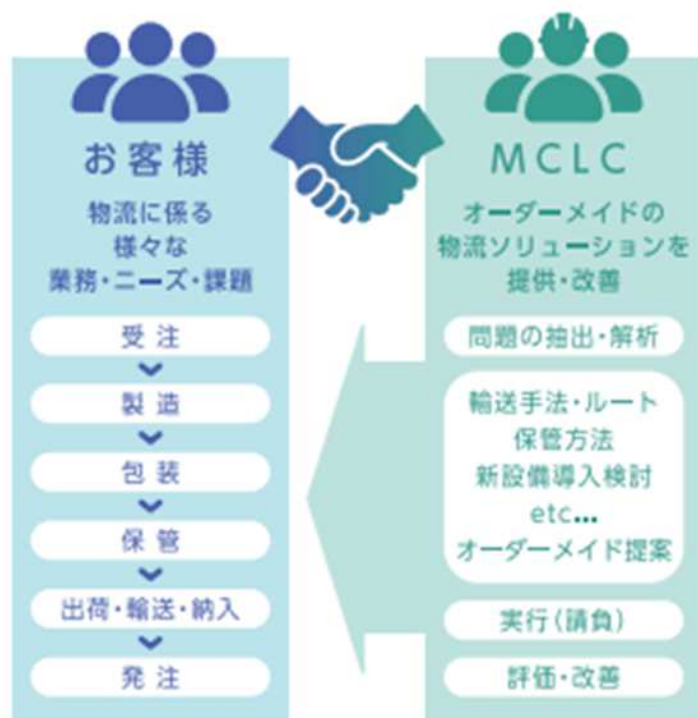 お客様
物流に係る
様々な
業務・ニーズ・課題
受注
製造
包装
保管
出荷・輸送・納入
発注
MCLC
オーダーメイドの
物流ソリューションを
提供・改善
問題の抽出・解析
輸送手法・ルート
保管方法
新設備導入検討
etc...
オーダーメイド提案
実行(請負)
評価・改善